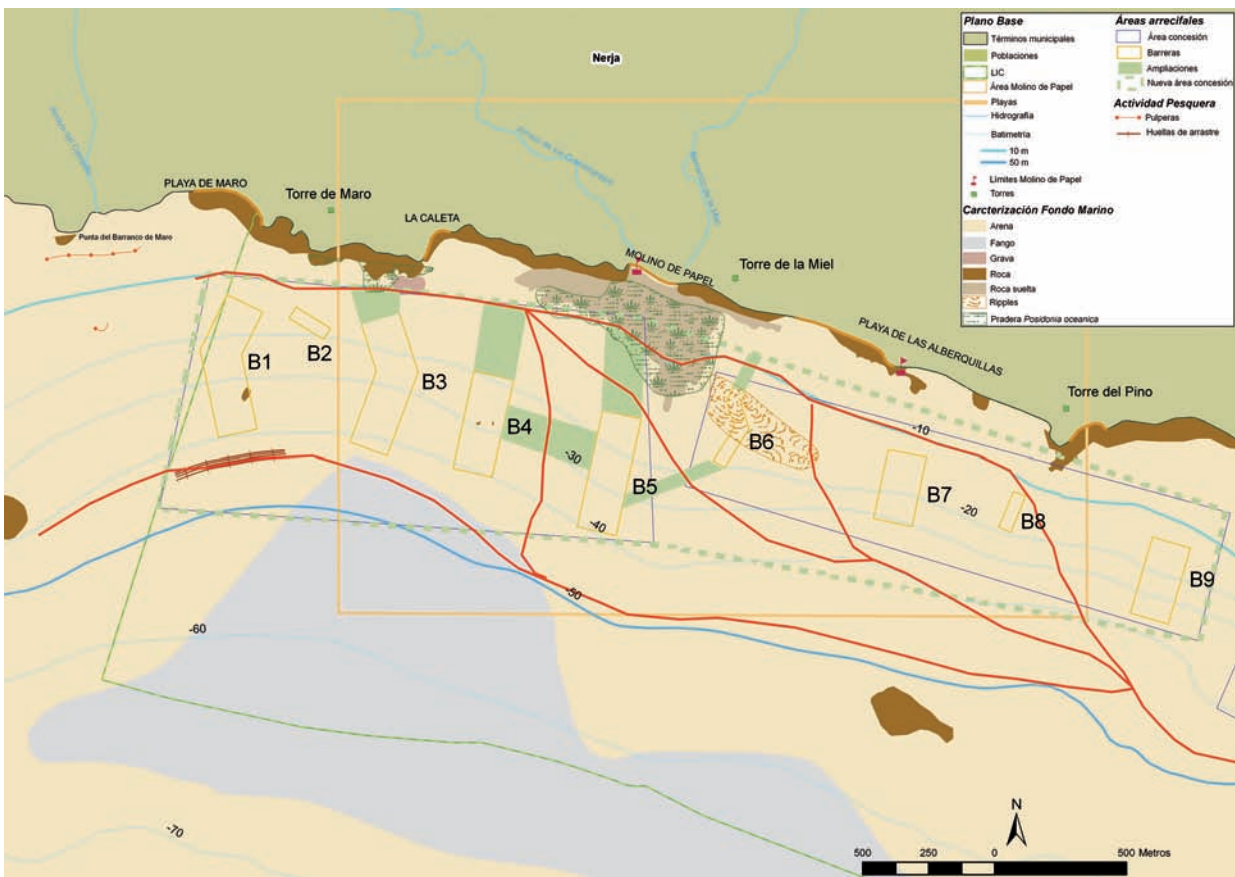 Nerja
Plano Base
Términos municipales
Poblaciones
LIC
Área Molino de Papel
Playas
Hidrografía
Batimetría
10 m
50 m
Límites Molino de Papel
Torres
Carcterización Fondo Marino
Arena
Fango
Grava
Roca
Roca suelta
Ripples
Pradera Posidonia oceanica
Áreas arrecifales
Área concesión
Barreras
Ampliaciones
Nueva área concesión
Actividad Pesquera
Pulperas
Huellas de arrastre
PLAYA DE MARO
Torre de Maro
LA CALETA
Punta del Barranco de Maro
MOLINO DE PAPEL
Torre de la Miel
PLAYA DE LAS ALBERQUILLAS
Torre del Pino
B1
B2
B3
B4
B5
B6
B7
B8
B9
-10
-20
-30
-40
-50
-60
-70
N
500 250 0 500 Metros